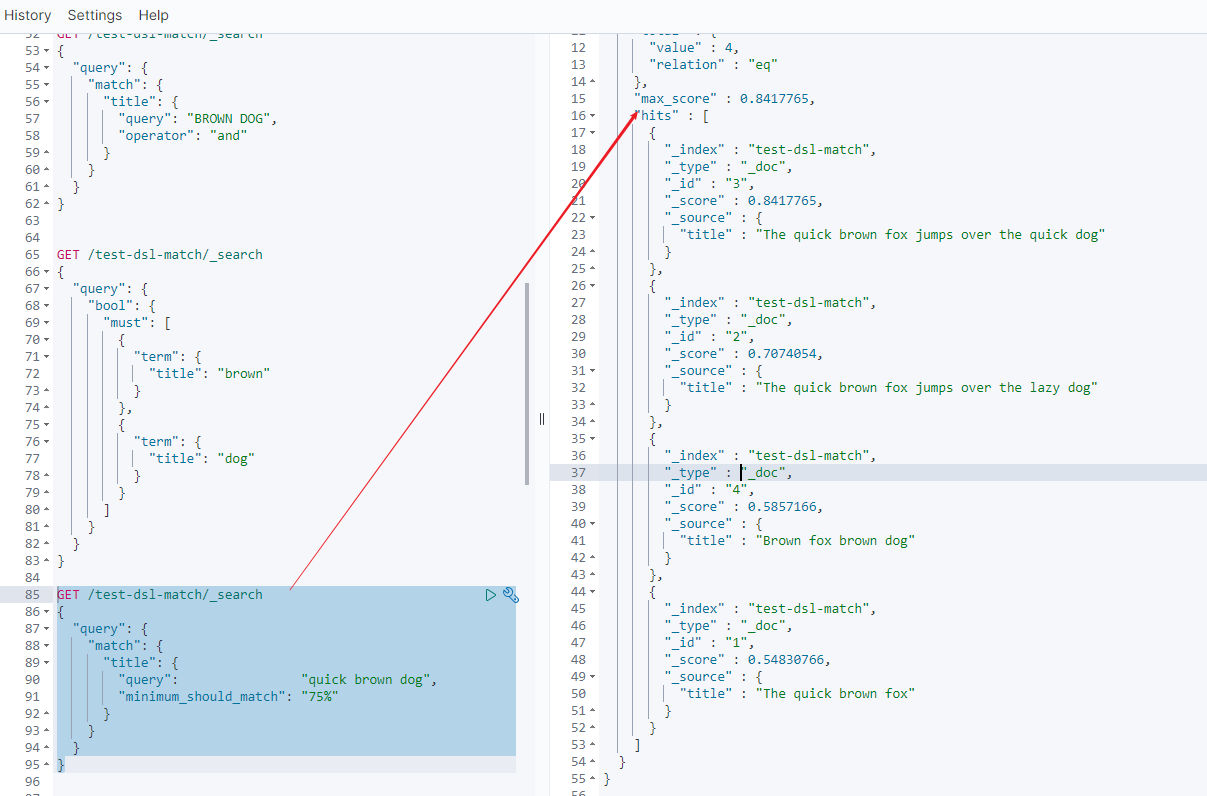 History Settings Help
52 GET /test-dsl-match/_search
53 {
54 "query": {
55 "match": {
56 "title": {
57 "query": "BROWN DOG",
58 "operator": "and"
59 }
60 }
61 }
62 }
63
64
65 GET /test-dsl-match/_search
66 {
67 "query": {
68 "bool": {
69 "must": [
70 {
71 "term": {
72 "title": "brown"
73 }
74 },
75 {
76 "term": {
77 "title": "dog"
78 }
79 }
80 ]
81 }
82 }
83 }
84
85 GET /test-dsl-match/_search
86 {
87 "query": {
88 "match": {
89 "title": {
90 "query": "quick brown dog",
91 "minimum_should_match": "75%"
92 }
93 }
94 }
95 }
96
97
12 "value" : 4,
13 "relation" : "eq"
14 },
15 "max_score" : 0.8417765,
16 "hits" : [
17 {
18 "_index" : "test-dsl-match",
19 "_type" : "_doc",
20 "_id" : "3",
21 "_score" : 0.8417765,
22 "_source" : {
23 "title" : "The quick brown fox jumps over the quick dog"
24 }
25 },
26 {
27 "_index" : "test-dsl-match",
28 "_type" : "_doc",
29 "_id" : "2",
30 "_score" : 0.7074054,
31 "_source" : {
32 "title" : "The quick brown fox jumps over the lazy dog"
33 }
34 },
35 {
36 "_index" : "test-dsl-match",
37 "_type" : "_doc",
38 "_id" : "4",
39 "_score" : 0.5857166,
40 "_source" : {
41 "title" : "Brown fox brown dog"
42 }
43 },
44 {
45 "_index" : "test-dsl-match",
46 "_type" : "_doc",
47 "_id" : "1",
48 "_score" : 0.54830766,
49 "_source" : {
50 "title" : "The quick brown fox"
51 }
52 }
53 ]
54 }
55 }
56